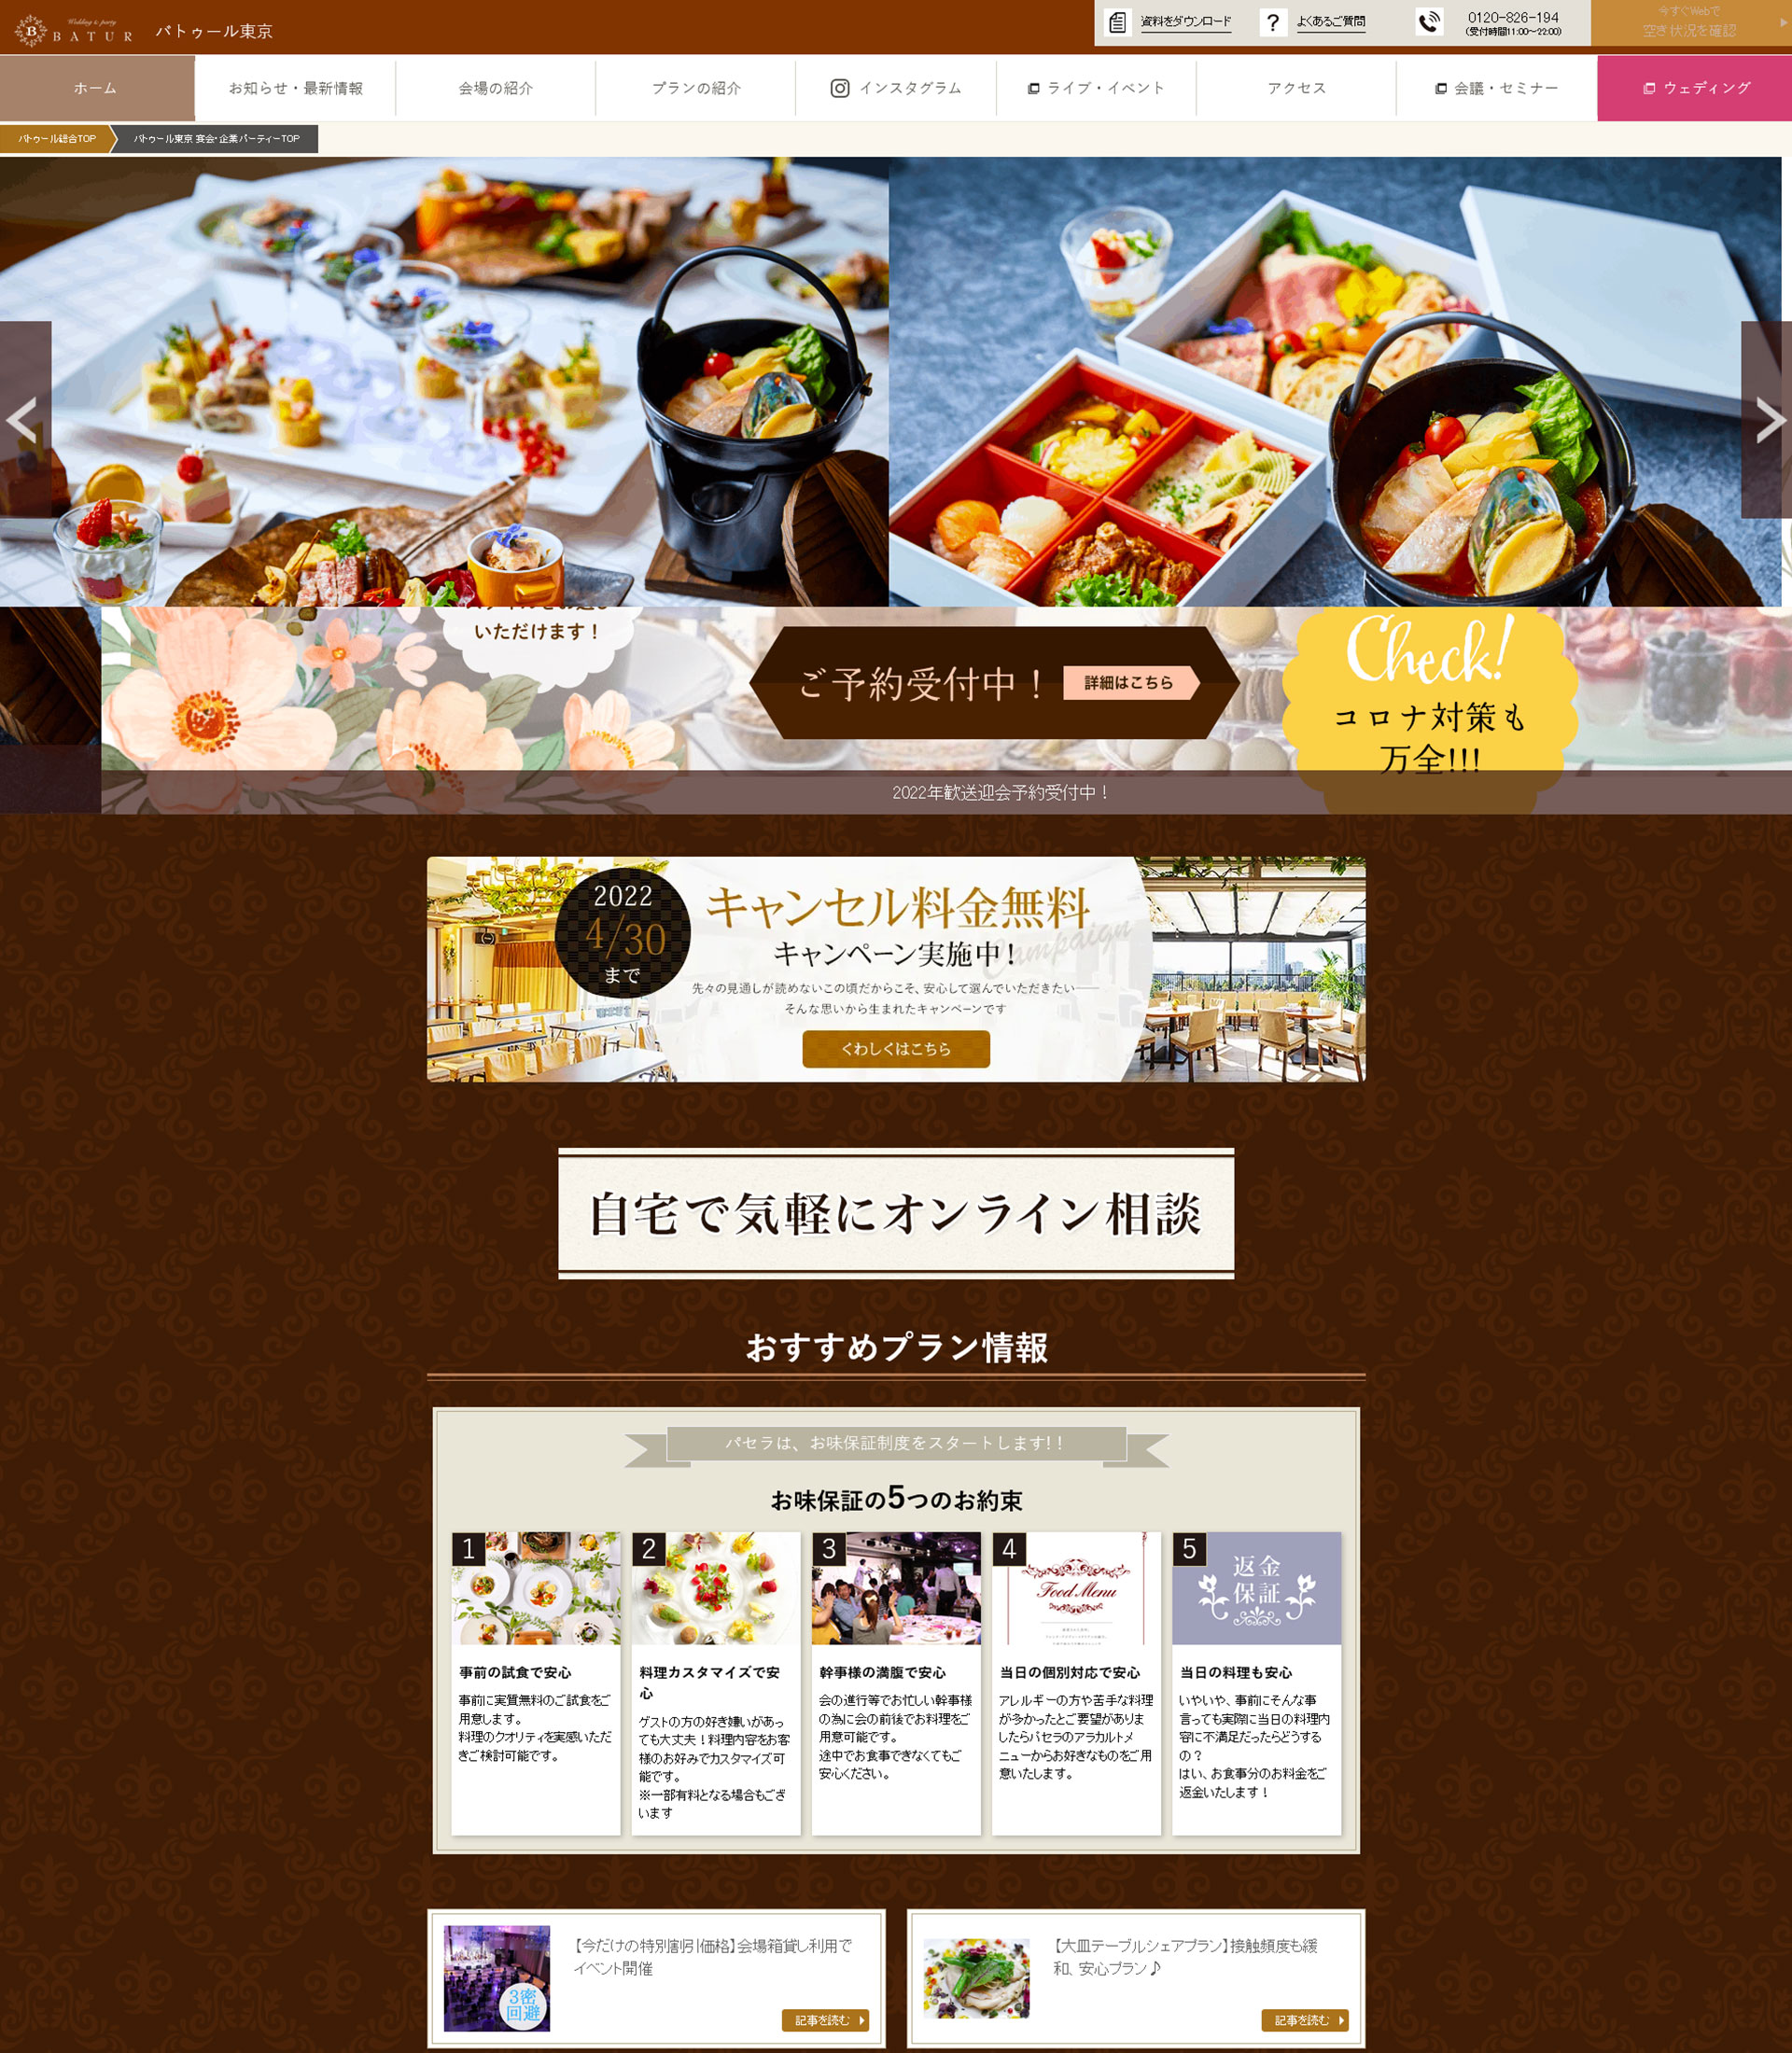 Wedding & party
BATUR
バトゥール東京
資料をダウンロード
よくあるご質問
0120-826-194
（受付時間11:00～22:00）
今すぐWebで
空き状況を確認
ホーム
お知らせ・最新情報
会場の紹介
プランの紹介
インスタグラム
ライブ・イベント
アクセス
会議・セミナー
ウェディング
バトゥール総合TOP
バトゥール東京 宴会・企業パーティーTOP
いただけます！
ご予約受付中！
詳細はこちら
Check!
コロナ対策も
万全!!!
2022年歓送迎会予約受付中！
2022
4/30
まで
キャンセル料金無料
Campaign
キャンペーン実施中！
先々の見通しが読めないこの頃だからこそ、安心して選んでいただきたい――
そんな思いから生まれたキャンペーンです
くわしくはこちら
自宅で気軽にオンライン相談
おすすめプラン情報
パセラは、お味保証制度をスタートします！！
お味保証の5つのお約束
1
事前の試食で安心
事前に実質無料のご試食をご
用意します。
料理のクオリティを実感いただ
きご検討可能です。
2
料理カスタマイズで安
心
ゲストの方の好き嫌いがあっ
ても大丈夫！料理内容をお客
様のお好みでカスタマイズ可
能です。
※一部有料となる場合もござ
います
3
幹事様の満腹で安心
会の進行等でお忙しい幹事様
の為に会の前後でお料理をご
用意可能です。
途中でお食事できなくてもご
安心ください。
4
Food Menu
当日の個別対応で安心
アレルギーの方や苦手な料理
が多かったとご要望がありま
したらパセラのアラカルトメ
ニューからお好きなものをご用
意いたします。
5
返金
保証
当日の料理も安心
いやいや、事前にそんな事
言っても実際に当日の料理内
容に不満足だったらどうする
の？
はい、お食事分のお料金をご
返金いたします！
3密
回避
【今だけの特別割引価格】会場箱貸し利用で
イベント開催
記事を読む
【大皿テーブルシェアプラン】接触頻度も緩
和、安心プラン♪
記事を読む